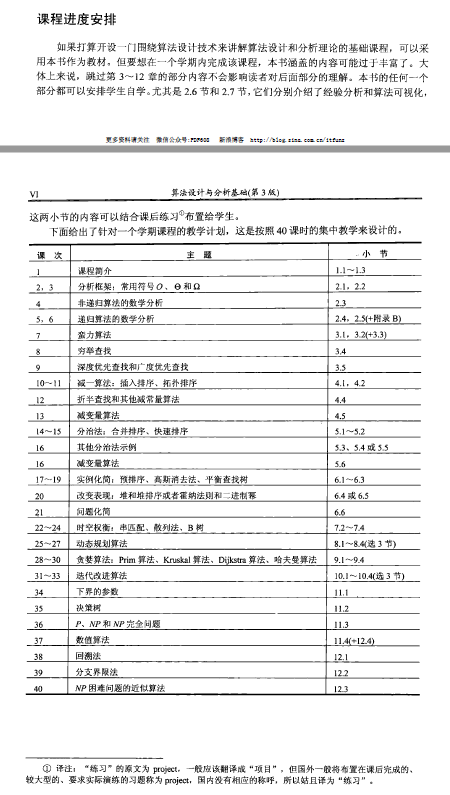 课程进度安排
如果打算开设一门围绕算法设计技术来讲解算法设计和分析理论的基础课程，可以采
用本书作为教材。但要想在一个学期内完成该课程，本书涵盖的内容可能过于丰富了。大
体上来说，跳过第 3～12 章的部分内容不会影响读者对后面部分的理解。本书的任何一个
部分都可以安排学生自学。尤其是 2.6 节和 2.7 节，它们分别介绍了经验分析和算法可视化，
更多资料请关注 微信公众号:PDF608 新浪博客 http://blog.sina.com.cn/itfuns
VI 算法设计与分析基础(第 3 版)
这两小节的内容可以结合课后练习①布置给学生。
下面给出了针对一个学期课程的教学计划，这是按照 40 课时的集中教学来设计的。
课 次 主 题 小 节
1 课程简介 1.1～1.3
2，3 分析框架：常用符号 O、Θ 和 Ω 2.1，2.2
4 非递归算法的数学分析 2.3
5，6 递归算法的数学分析 2.4，2.5(+附录 B)
7 蛮力算法 3.1，3.2(+3.3)
8 穷举查找 3.4
9 深度优先查找和广度优先查找 3.5
10～11 减一算法：插入排序、拓扑排序 4.1，4.2
12 折半查找和其他减常量算法 4.4
13 减变量算法 4.5
14～15 分治法：合并排序、快速排序 5.1～5.2
16 其他分治法示例 5.3、5.4 或 5.5
16 减变量算法 5.6
17～19 实例化简：预排序、高斯消去法、平衡查找树 6.1～6.3
20 改变表现：堆和堆排序或者霍纳法则和二进制幂 6.4 或 6.5
21 问题化简 6.6
22～24 时空权衡：串匹配、散列法、B 树 7.2～7.4
25～27 动态规划算法 8.1～8.4(选 3 节)
28～30 贪婪算法：Prim 算法、Kruskal 算法、Dijkstra 算法、哈夫曼算法 9.1～9.4
31～33 迭代改进算法 10.1～10.4(选 3 节)
34 下界的参数 11.1
35 决策树 11.2
36 P、NP 和 NP 完全问题 11.3
37 数值算法 11.4(+12.4)
38 回溯法 12.1
39 分支界限法 12.2
40 NP 困难问题的近似算法 12.3
① 译注：“练习”的原文为 project，一般应该翻译成“项目”，但国外一般将布置在课后完成的、
较大型的、要求实际演练的习题称为 project，国内没有相应的称呼，所以姑且译为“练习”。